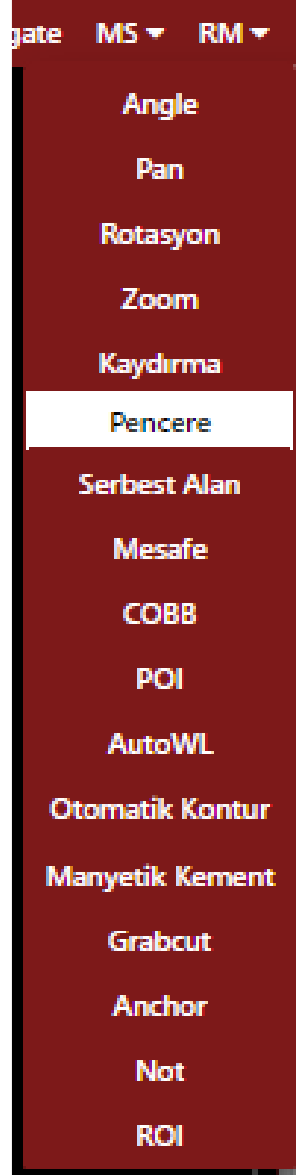 gate MS RM
Angle
Pan
Rotasyon
Zoom
Kaydırma
Pencere
Serbest Alan
Mesafe
COBB
POI
AutoWL
Otomatik Kontur
Manyetik Kement
Grabcut
Anchor
Not
ROI